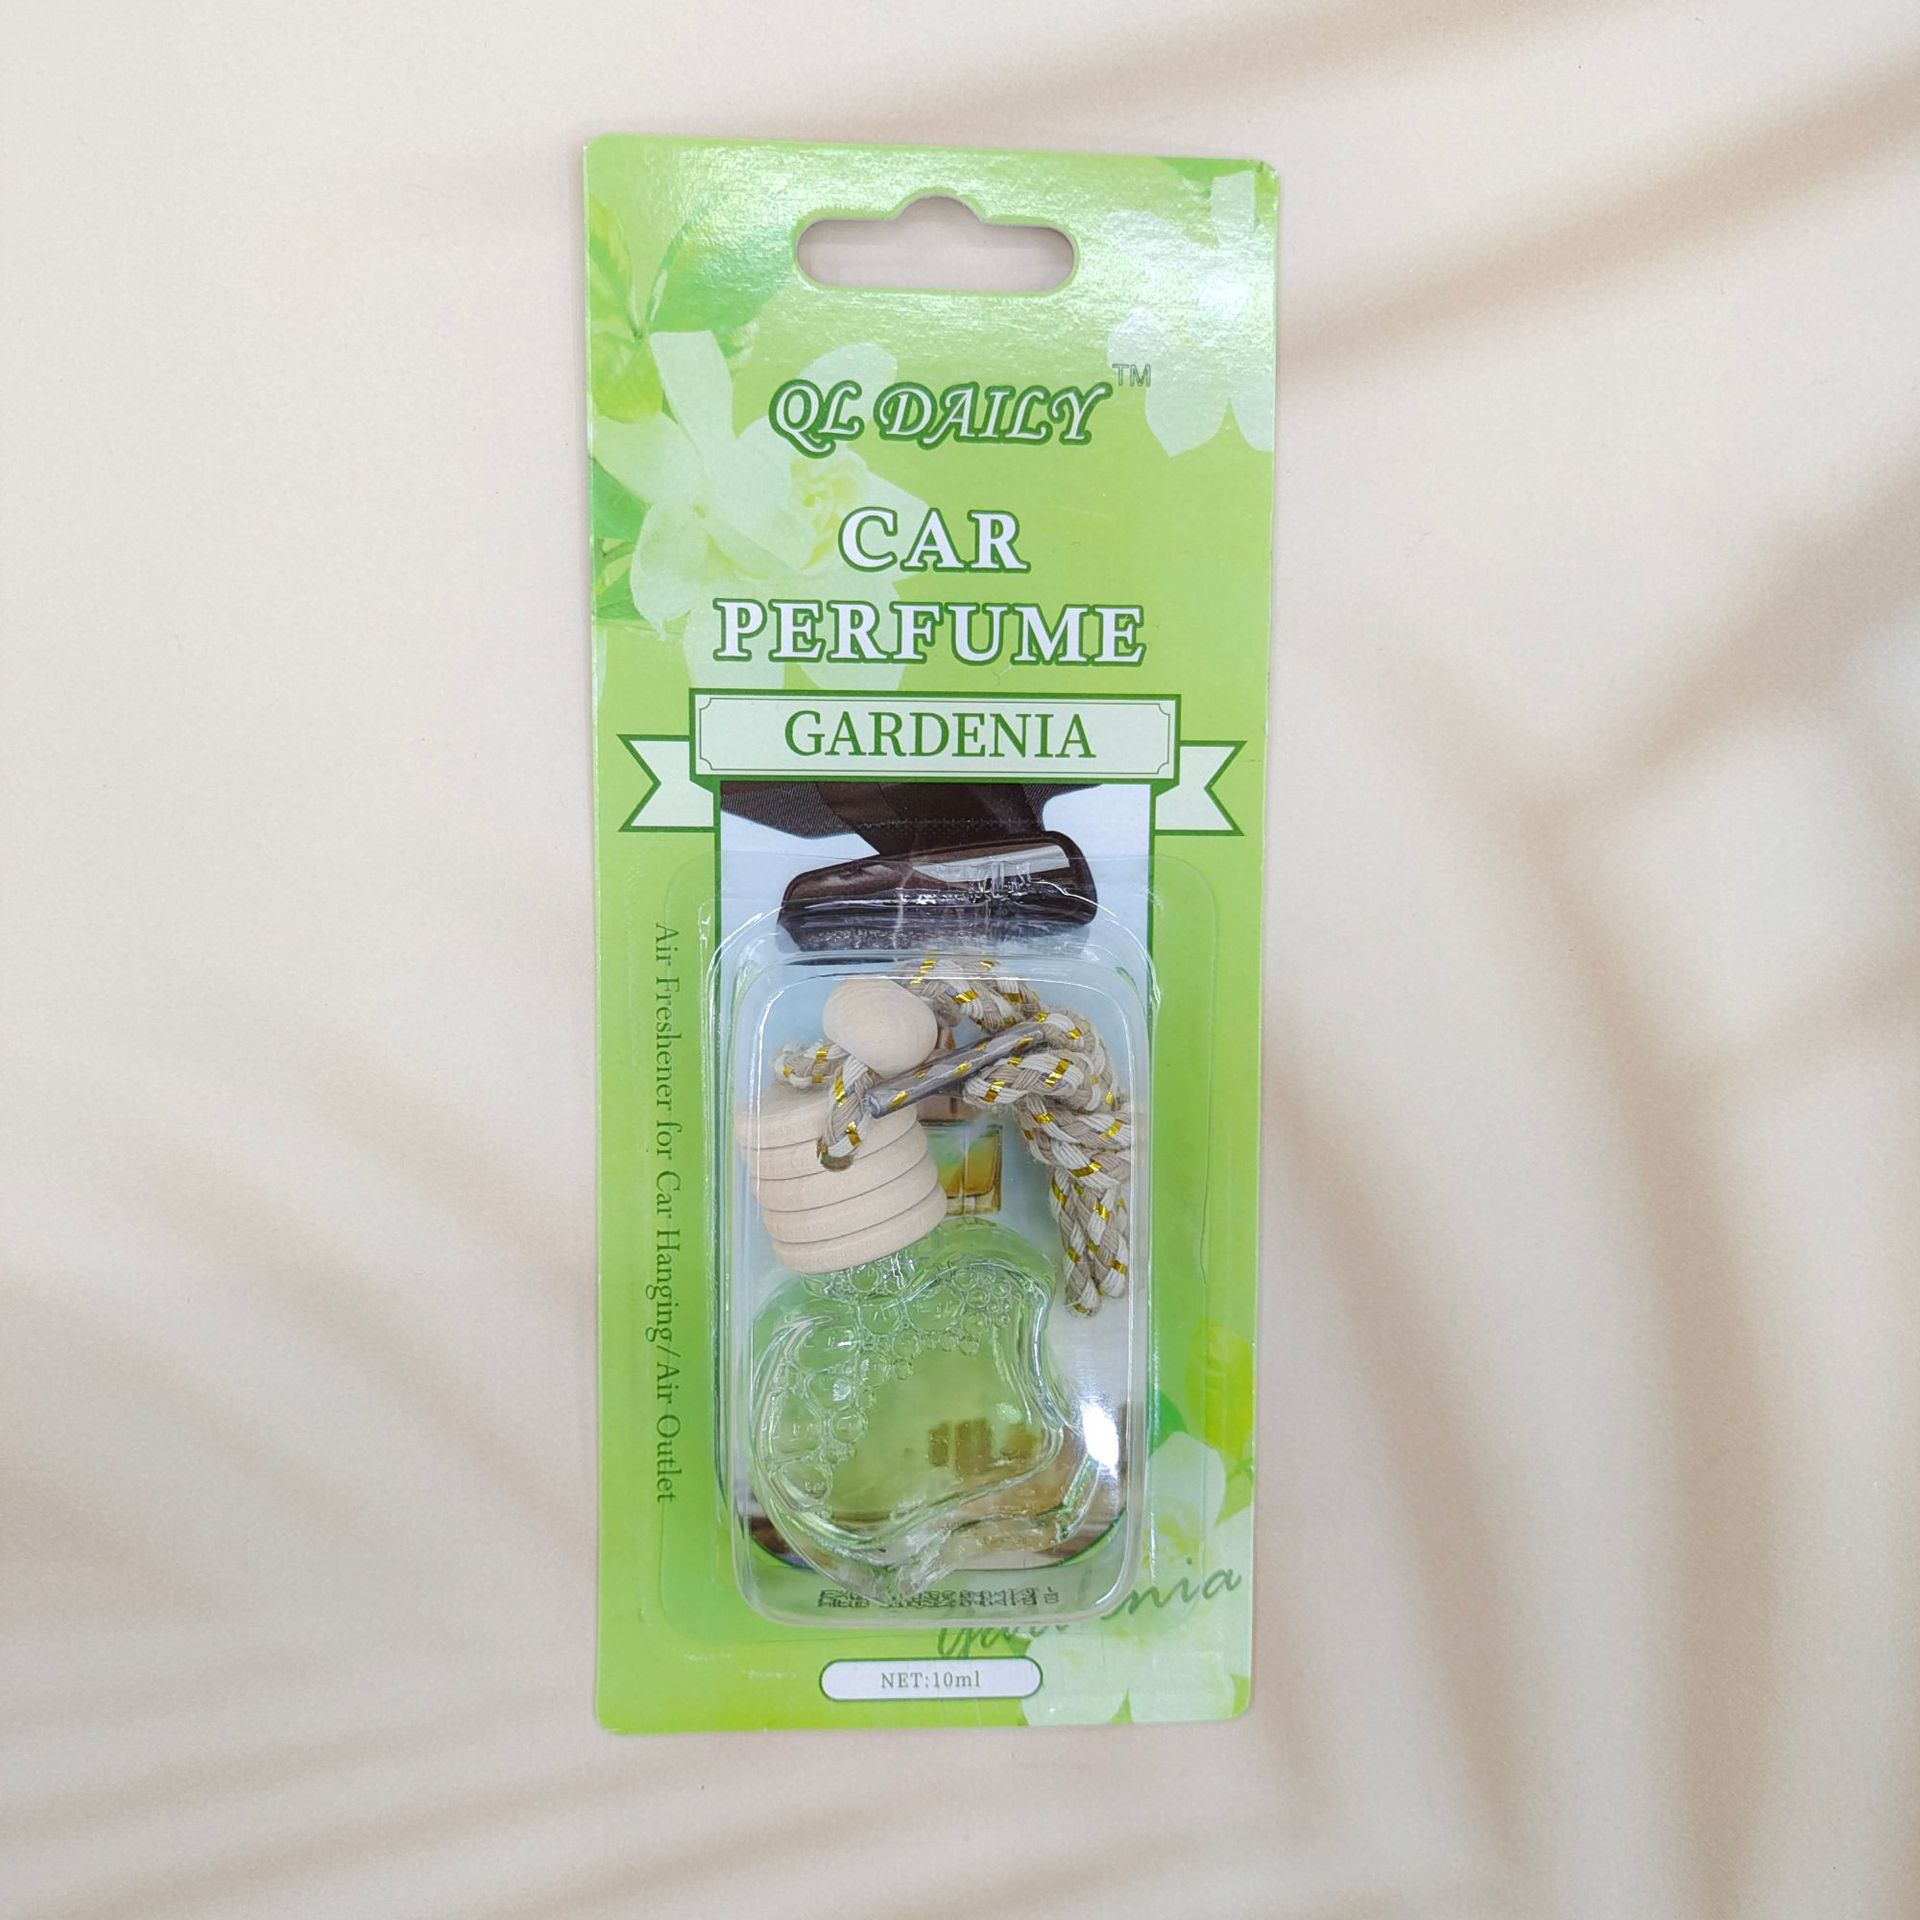 QL DAILY™
CAR
PERFUME
GARDENIA
Air Freshener for Car Hanging/Air Outlet
NET:10ml